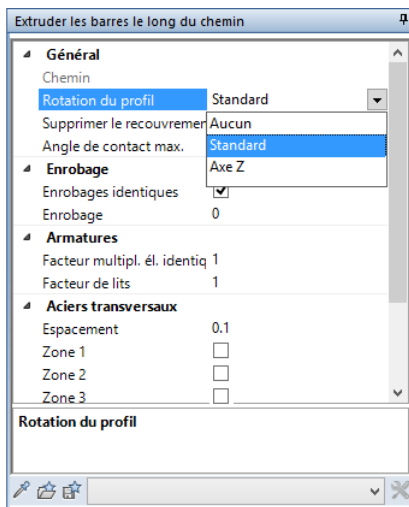 Extruder les barres le long du chemin
Général
Chemin
Rotation du profil Standard
Supprimer le recouvremer Aucun
Standard
Angle de contact max.
Axe Z
Enrobage
Enrobages identiques
Enrobage 0
Armatures
Facteur multipl. él. identiq 1
Facteur de lits 1
Aciers transversaux
Espacement 0.1
Zone 1
Zone 2
Zone 3
Rotation du profil